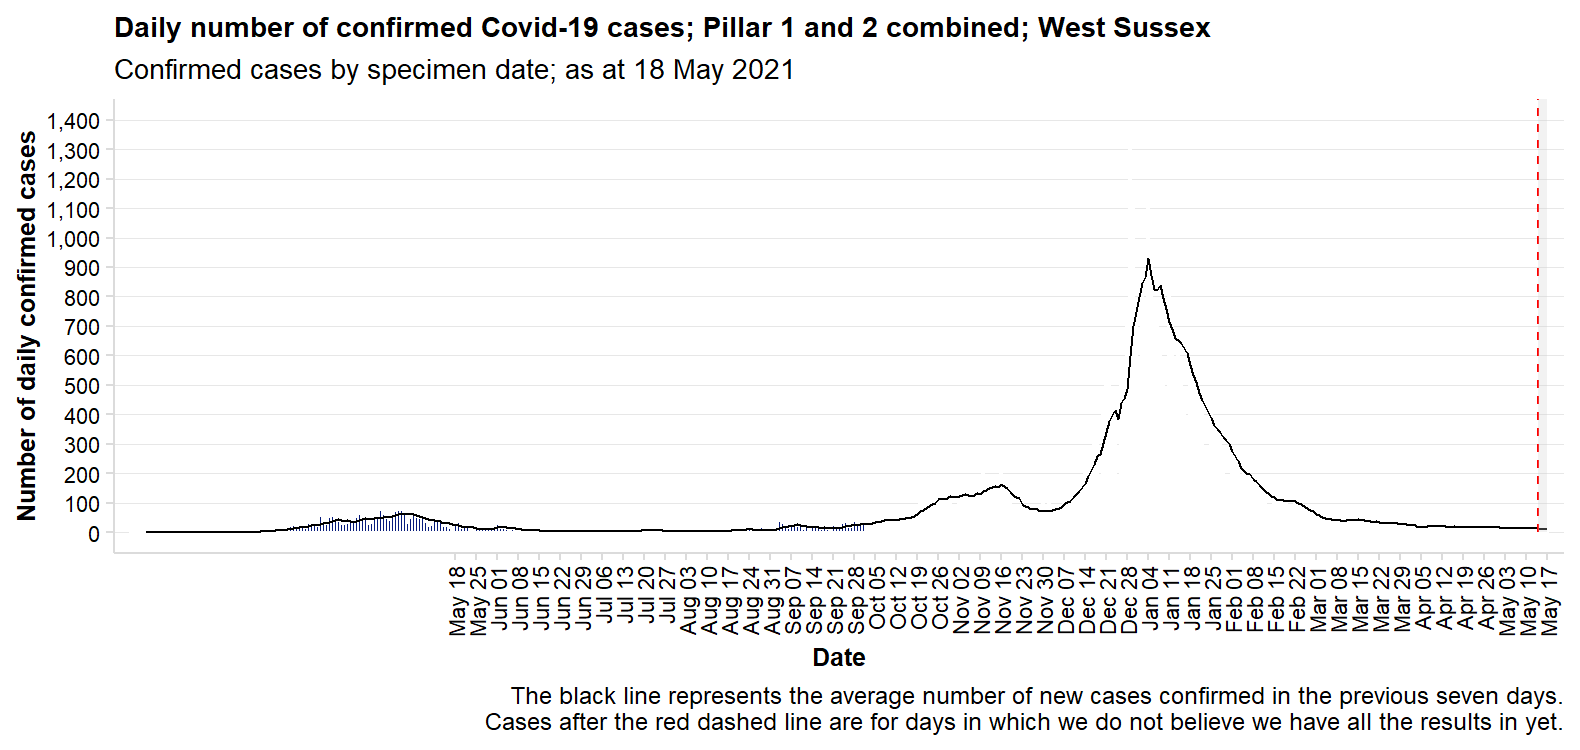 Daily number of confirmed Covid-19 cases; Pillar 1 and 2 combined; West Sussex
Confirmed cases by specimen date; as at 18 May 2021
Number of daily confirmed cases
1,400
1,300
1,200
1,100
1,000
900
800
700
600
500
400
300
200
100
0
May 18
May 25
Jun 01
Jun 08
Jun 15
Jun 22
Jun 29
Jul 06
Jul 13
Jul 20
Jul 27
Aug 03
Aug 10
Aug 17
Aug 24
Aug 31
Sep 07
Sep 14
Sep 21
Sep 28
Oct 05
Oct 12
Oct 19
Oct 26
Nov 02
Nov 09
Nov 16
Nov 23
Nov 30
Dec 07
Dec 14
Dec 21
Dec 28
Jan 04
Jan 11
Jan 18
Jan 25
Feb 01
Feb 08
Feb 15
Feb 22
Mar 01
Mar 08
Mar 15
Mar 22
Mar 29
Apr 05
Apr 12
Apr 19
Apr 26
May 03
May 10
May 17
Date
The black line represents the average number of new cases confirmed in the previous seven days.
Cases after the red dashed line are for days in which we do not believe we have all the results in yet.